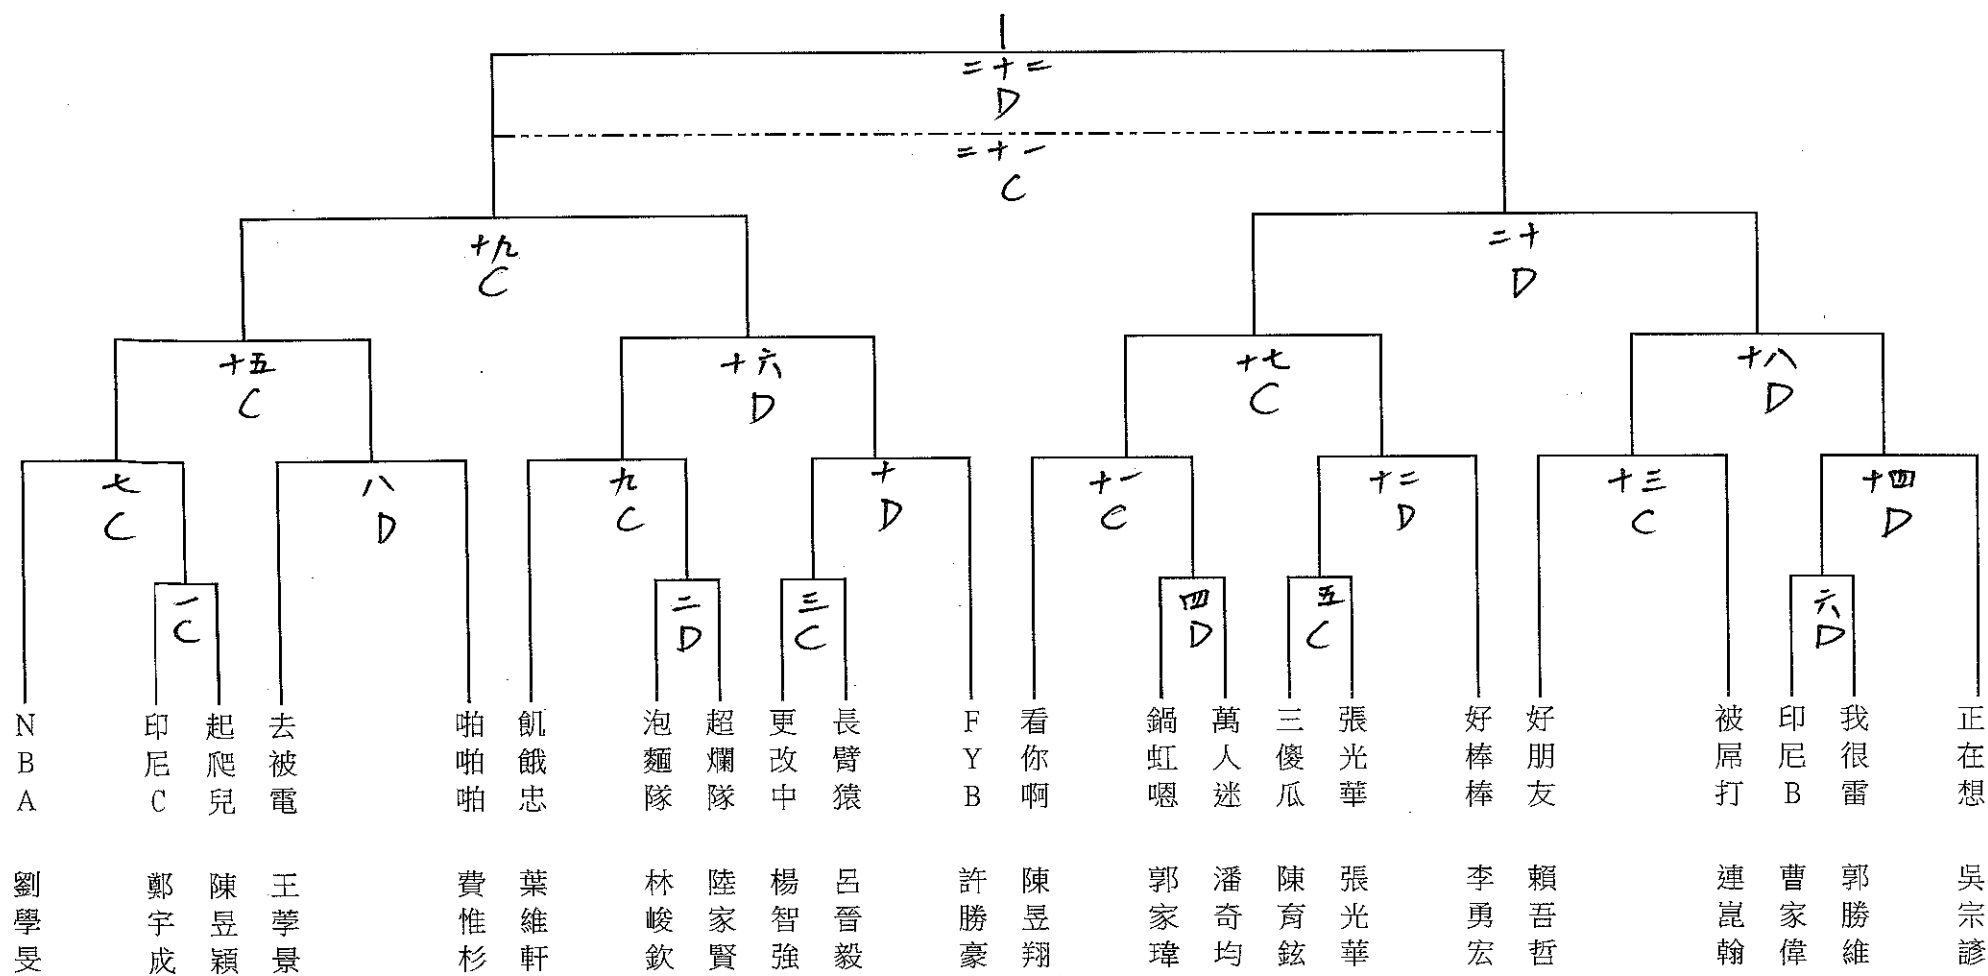 二十二
D
二十一
C
十九
C
二十
D
十五
C
十六
D
十七
C
十八
D
七
C
八
D
九
C
十
D
十一
C
十二
D
十三
C
十四
D
一
C
二
D
三
C
四
D
五
C
六
D
NBA
印尼C
起爬兒
去被電
啪啪啪
飢餓忠
泡麵隊
超爛隊
更改中
長臂猿
FYB
看你啊
鍋虹嗯
萬人迷
三傻瓜
張光華
好棒棒
好朋友
被屌打
印尼B
我很雷
正在想
劉學旻
鄭宇成
陳昱穎
王葶景
費惟杉
葉維軒
林峻欽
陸家賢
楊智強
呂晉毅
許勝豪
陳昱翔
郭家瑋
潘奇均
陳育鉉
張光華
李勇宏
賴吾哲
連崑翰
曹家偉
郭勝維
吳宗諺